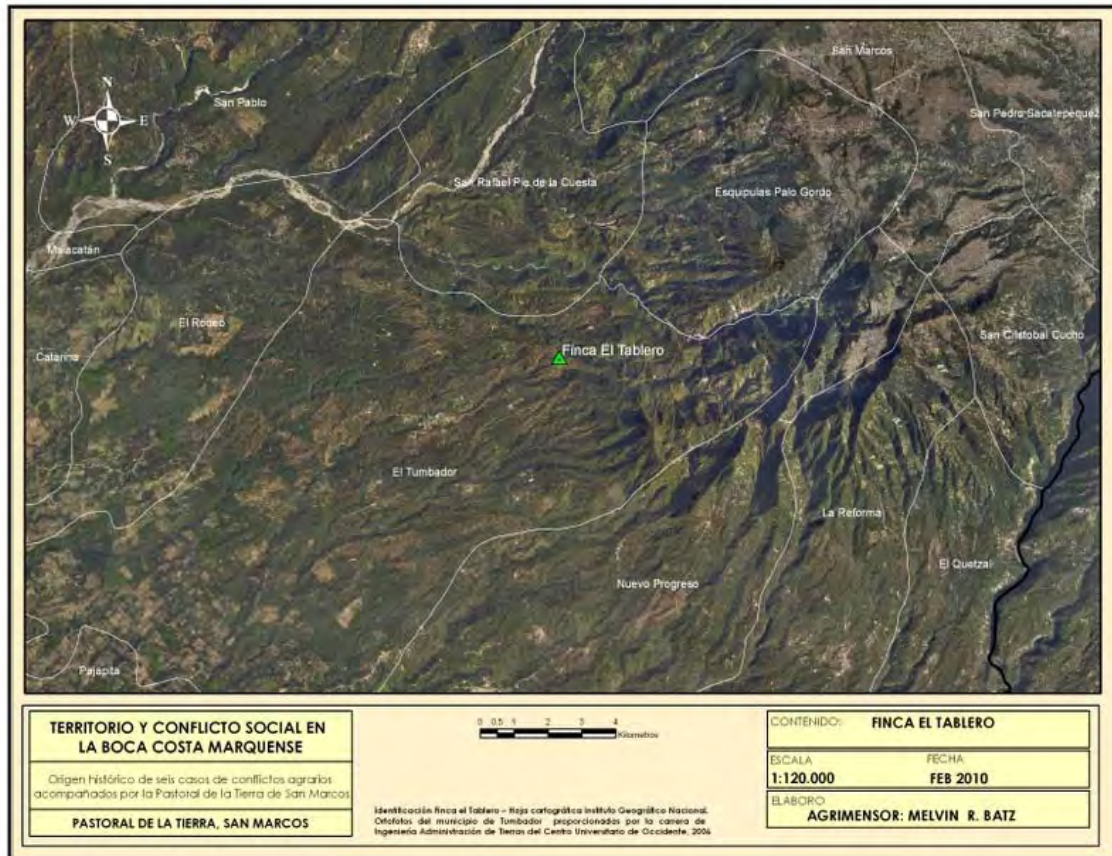 San Marcos
San Pablo
N
W E
S
San Pedro Sacatepequez
San Rafael Pie de la Cuesta
Esquipulas Palo Gordo
Malacatán
El Rodeo
San Cristobal Cucho
Finca El Tablero
Catarina
El Tumbador
La Reforma
El Quetzal
Nuevo Progreso
Pajapita
TERRITORIO Y CONFLICTO SOCIAL EN
LA BOCA COSTA MARQUENSE
Origen histórico de seis casos de conflictos agrarios
acompañados por la Pastoral de la Tierra de San Marcos
PASTORAL DE LA TIERRA, SAN MARCOS
0 0.5 1 2 3 4
Kilometros
Identificación Finca el Tablero – Hoja cartográfica Instituto Geográfico Nacional.
Ortofotos del municipio de Tumbador proporcionados por la carrera de
Ingeniería Administración de Tierras del Centro Universitario de Occidente, 2006
CONTENIDO: FINCA EL TABLERO
ESCALA FECHA
1:120.000 FEB 2010
ELABORO
AGRIMENSOR: MELVIN R. BATZ